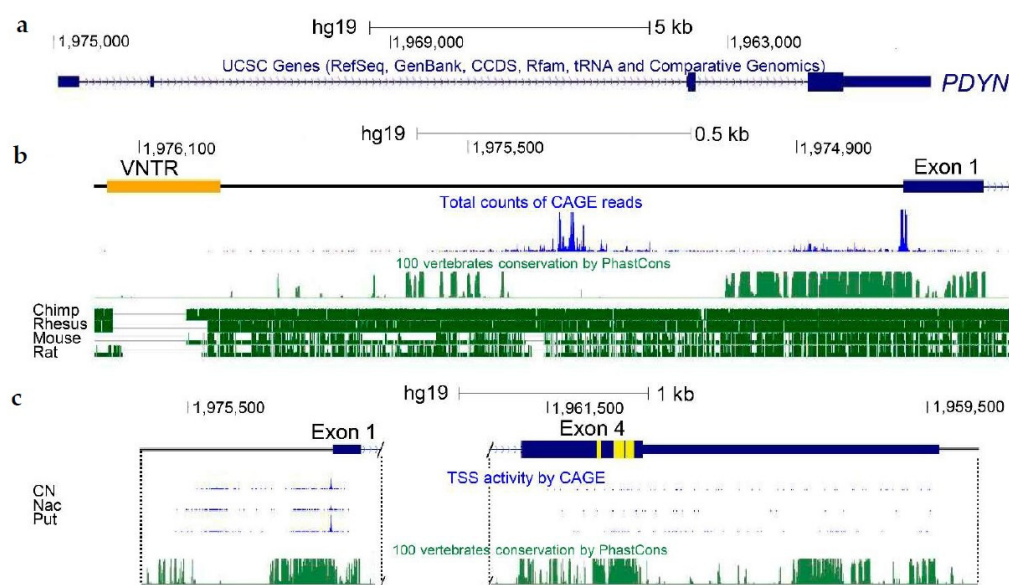 a
hg19 5 kb
|1,975,000 |1,969,000 |1,963,000
UCSC Genes (RefSeq, GenBank, CCDS, Rfam, tRNA and Comparative Genomics)
PDYN
hg19 0.5 kb
b
|1,976,100 |1,975,500 |1,974,900
VNTR Exon 1
Total counts of CAGE reads
100 vertebrates conservation by PhastCons
Chimp
Rhesus
Mouse
Rat
c
hg19 1 kb
|1,975,500 |1,961,500 |1,959,500
Exon 1 Exon 4
TSS activity by CAGE
CN
Nac
Put
100 vertebrates conservation by PhastCons